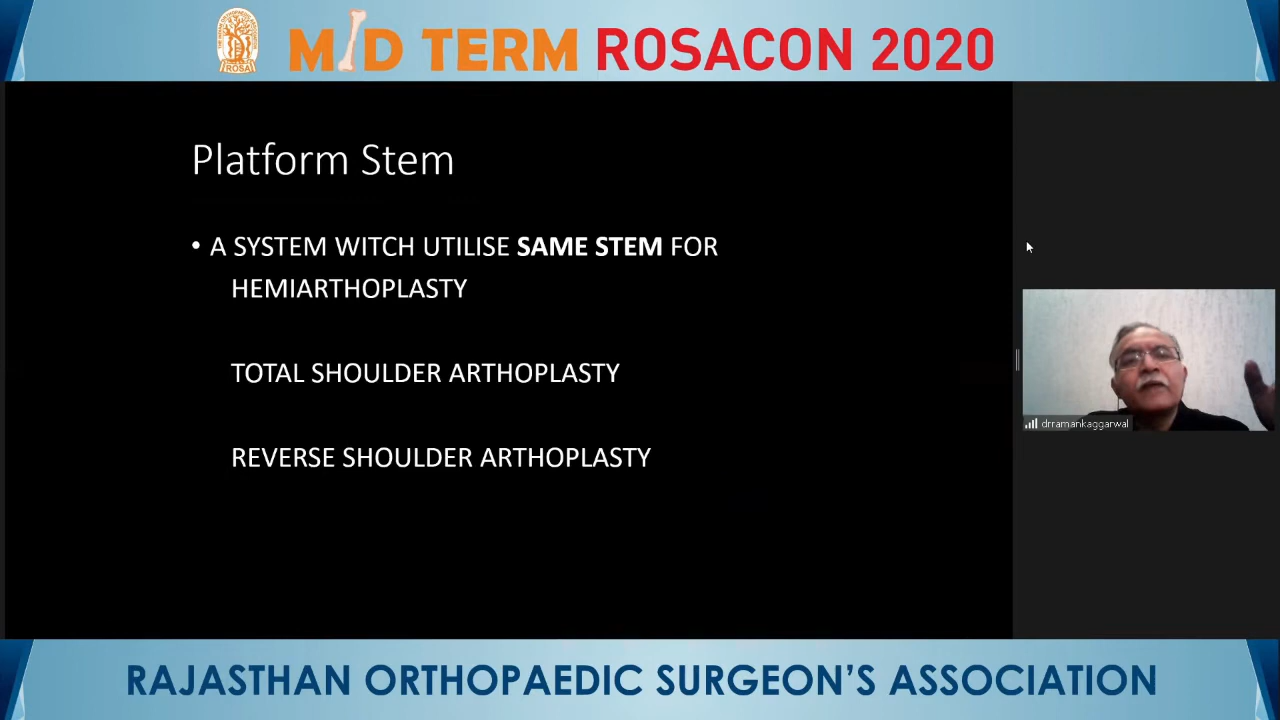 MID TERM ROSACON 2020
ROSA
Platform Stem
• A SYSTEM WITCH UTILISE SAME STEM FOR
HEMIARTHOPLASTY
TOTAL SHOULDER ARTHOPLASTY
REVERSE SHOULDER ARTHOPLASTY
drramankaggarwal
RAJASTHAN ORTHOPAEDIC SURGEON'S ASSOCIATION